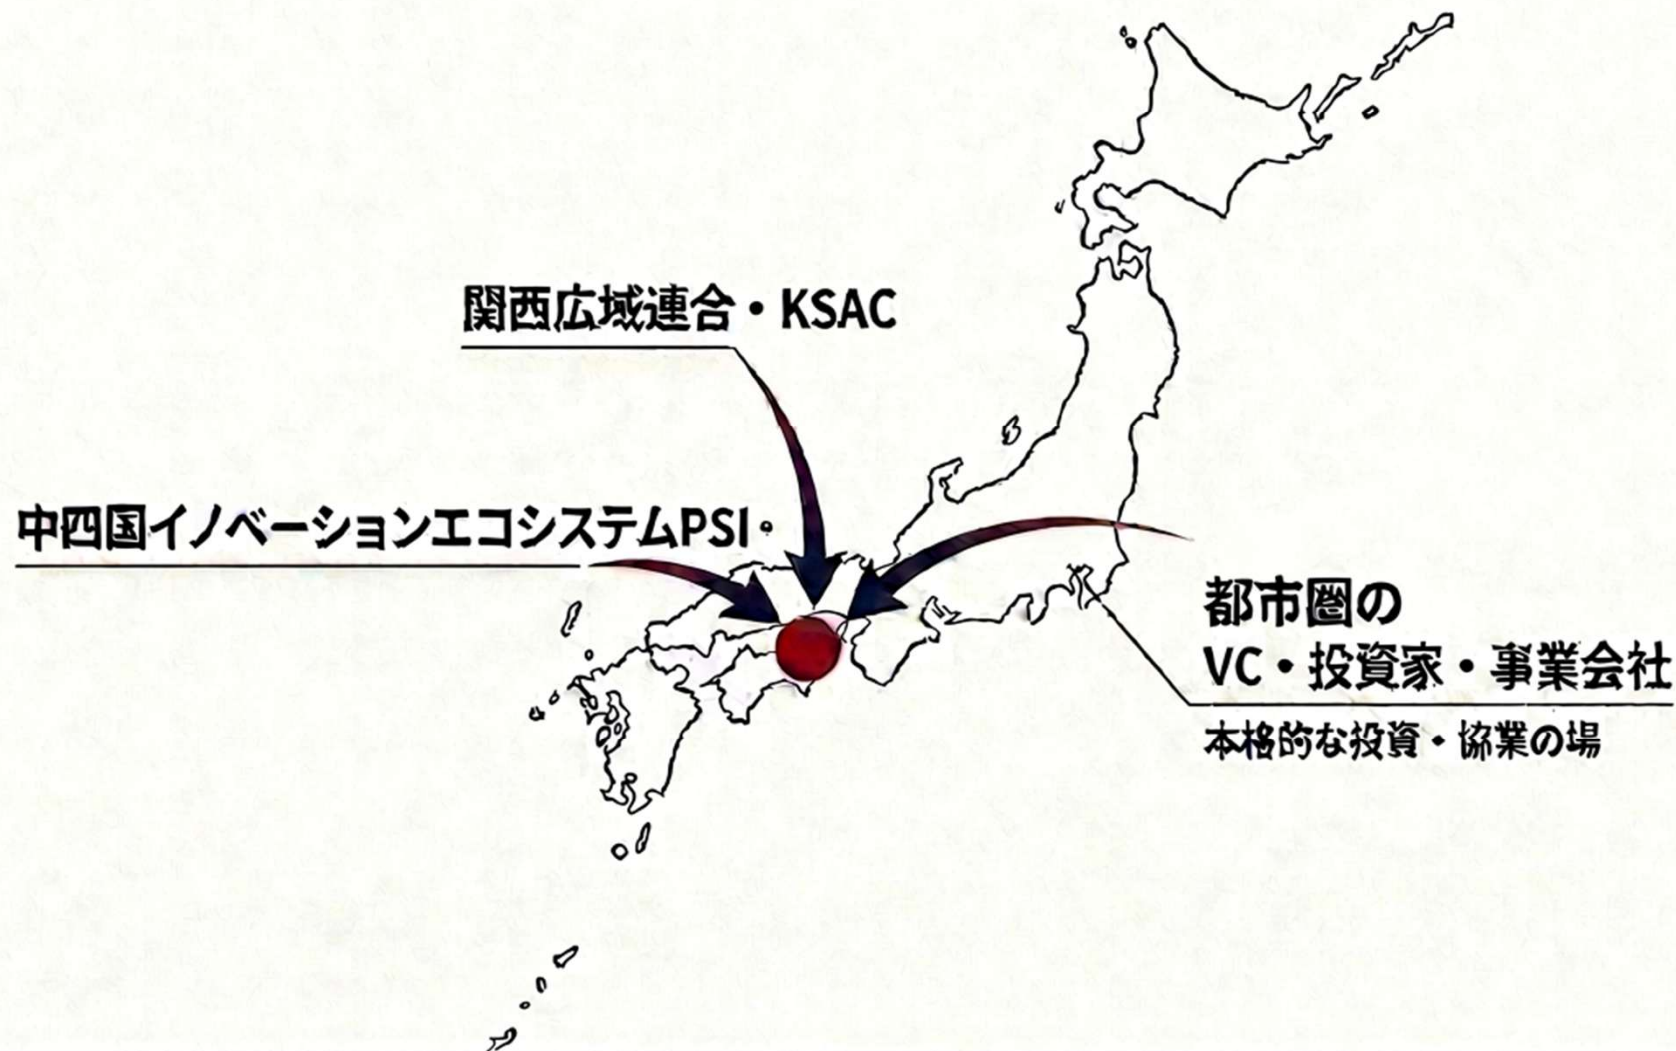 関西広域連合・KSAC
中四国イノベーションエコシステムPSI。
都市圏の
VC・投資家・事業会社
本格的な投資・協業の場